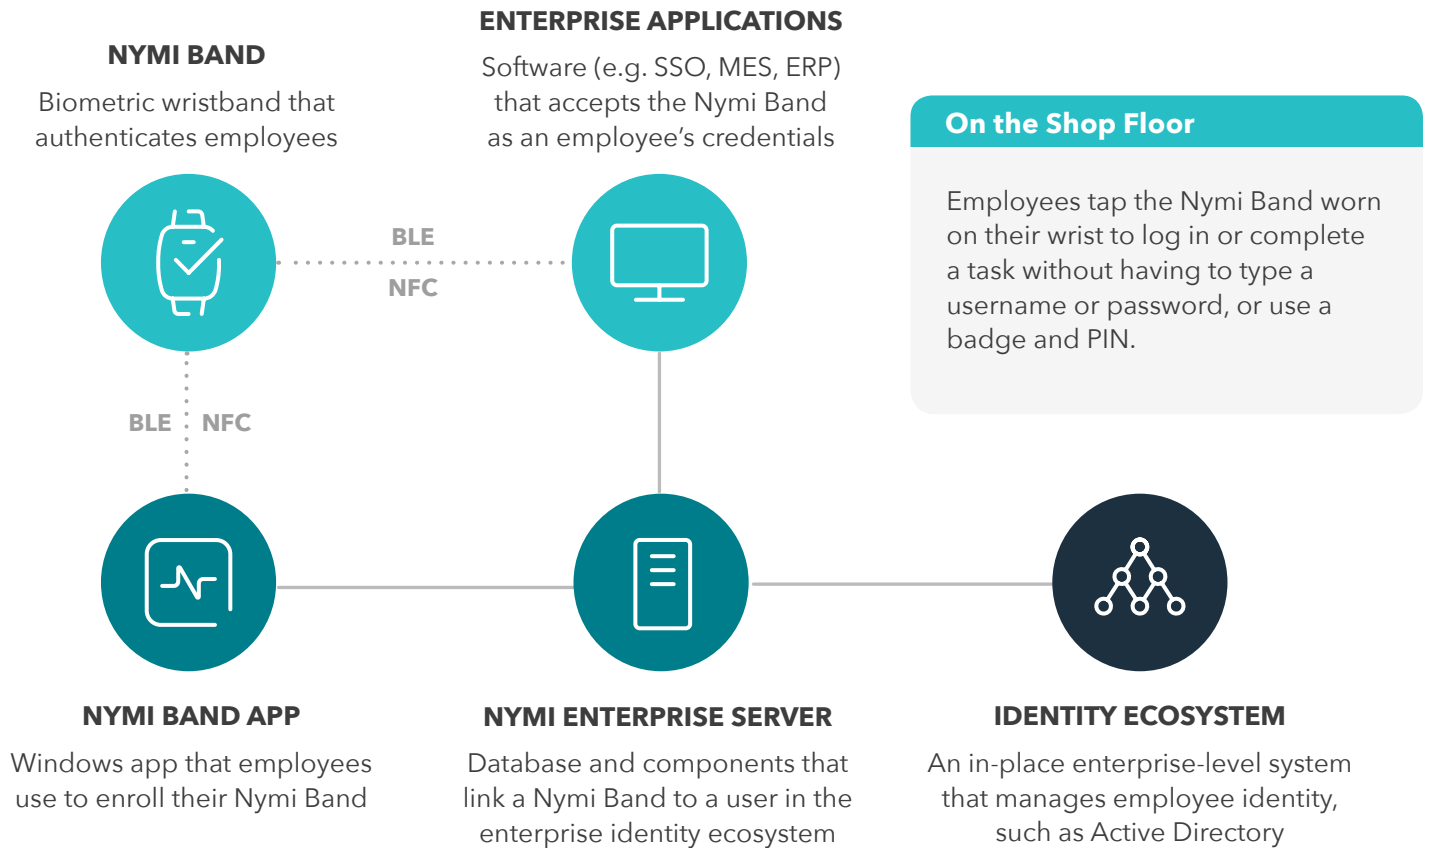 NYMI BAND
Biometric wristband that
authenticates employees
ENTERPRISE APPLICATIONS
Software (e.g. SSO, MES, ERP)
that accepts the Nymi Band
as an employee’s credentials
BLE
NFC
On the Shop Floor
Employees tap the Nymi Band worn
on their wrist to log in or complete
a task without having to type a
username or password, or use a
badge and PIN.
BLE
NFC
NYMI BAND APP
Windows app that employees
use to enroll their Nymi Band
NYMI ENTERPRISE SERVER
Database and components that
link a Nymi Band to a user in the
enterprise identity ecosystem
IDENTITY ECOSYSTEM
An in-place enterprise-level system
that manages employee identity,
such as Active Directory